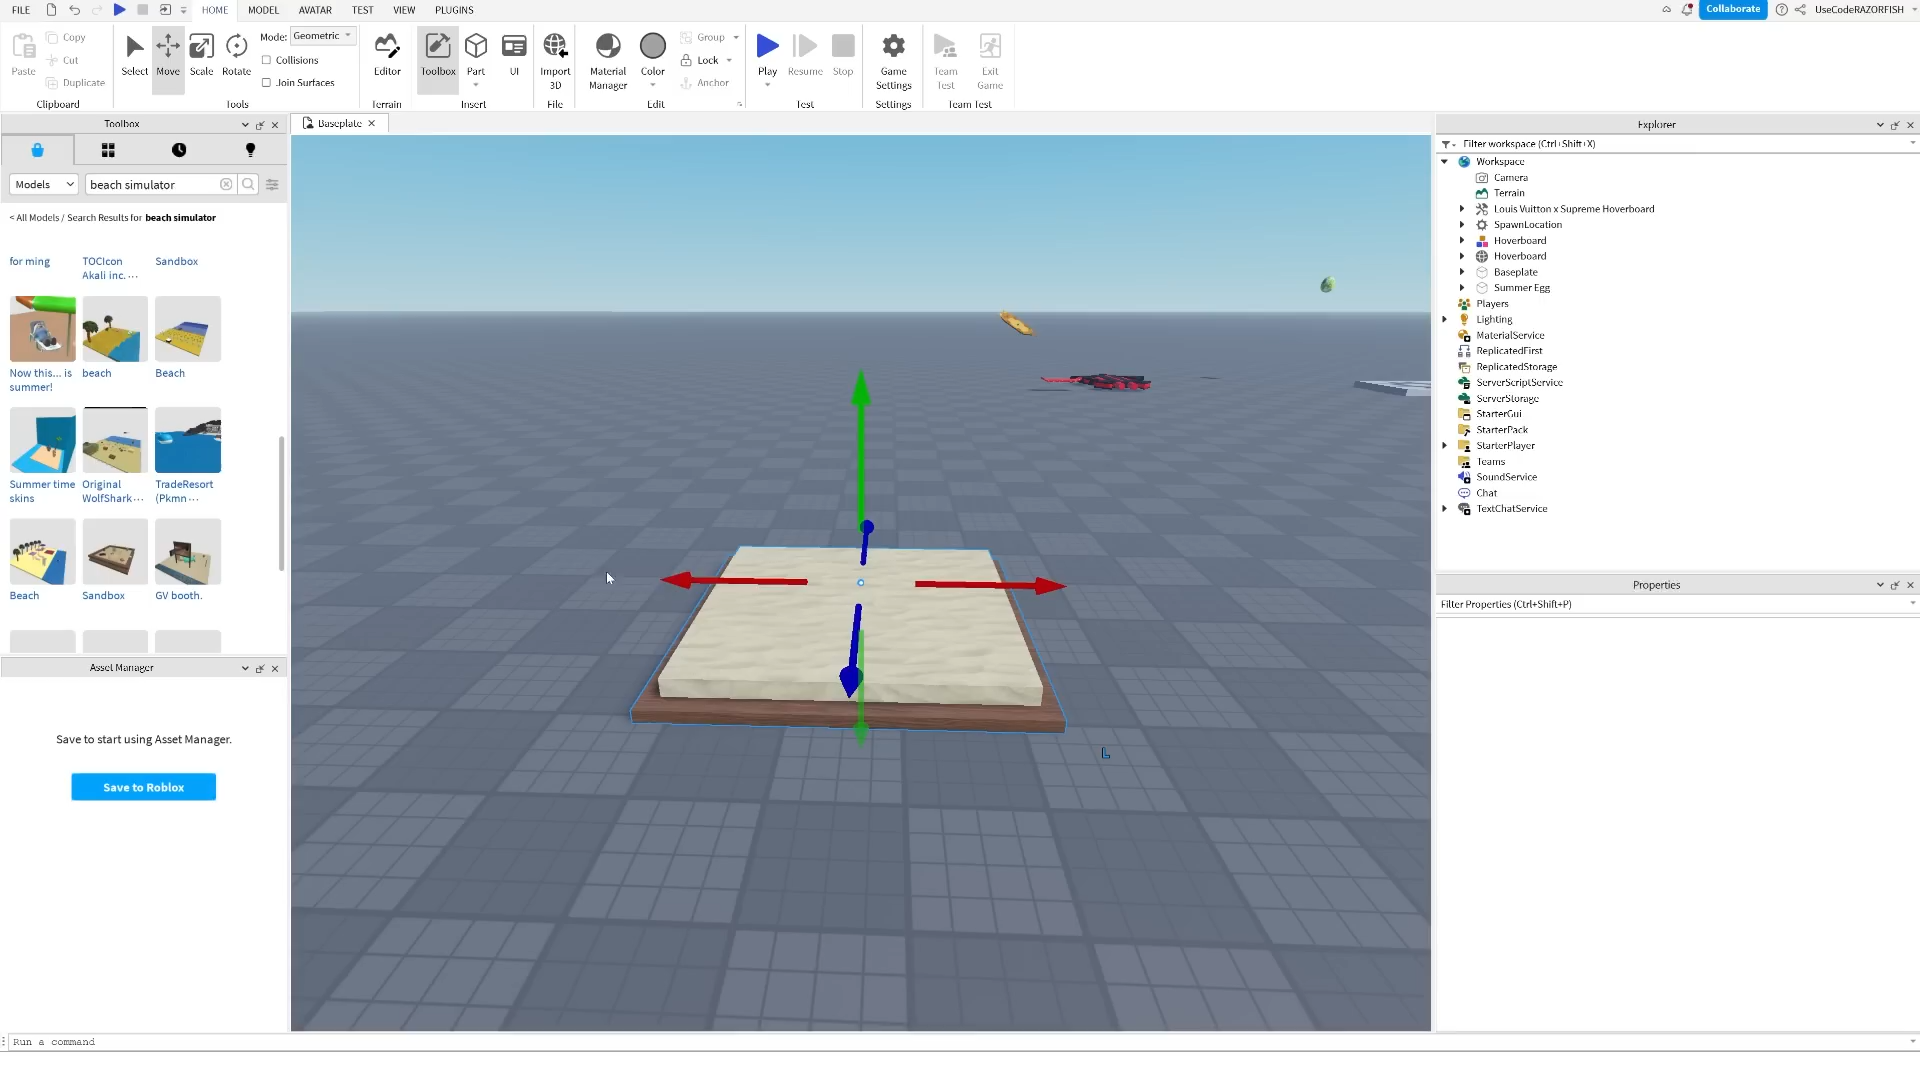 FILE
HOME
MODEL
AVATAR
TEST
VIEW
PLUGINS
Collaborate
UseCodeRAZORFISH
Paste
Copy
Cut
Duplicate
Clipboard
Select
Move
Scale
Rotate
Mode: Geometric
Collisions
Join Surfaces
Tools
Editor
Terrain
Toolbox
Part
UI
Insert
Import
3D
File
Material
Manager
Color
Group
Lock
Anchor
Edit
Play
Resume
Stop
Test
Game
Settings
Settings
Team
Test
Exit
Game
Team Test
Toolbox
Models
beach simulator
< All Models / Search Results for beach simulator
for ming
TOCIcon
Akali inc. ...
Sandbox
Now this... is
summer!
beach
Beach
Summer time
skins
Original
WolfShark...
TradeResort
(Pkmn ...
Beach
Sandbox
GV booth.
Asset Manager
Save to start using Asset Manager.
Save to Roblox
Baseplate
L
Explorer
Filter workspace (Ctrl+Shift+X)
Workspace
Camera
Terrain
Louis Vuitton x Supreme Hoverboard
SpawnLocation
Hoverboard
Hoverboard
Baseplate
Summer Egg
Players
Lighting
MaterialService
ReplicatedFirst
ReplicatedStorage
ServerScriptService
ServerStorage
StarterGui
StarterPack
StarterPlayer
Teams
SoundService
Chat
TextChatService
Properties
Filter Properties (Ctrl+Shift+P)
Run a command